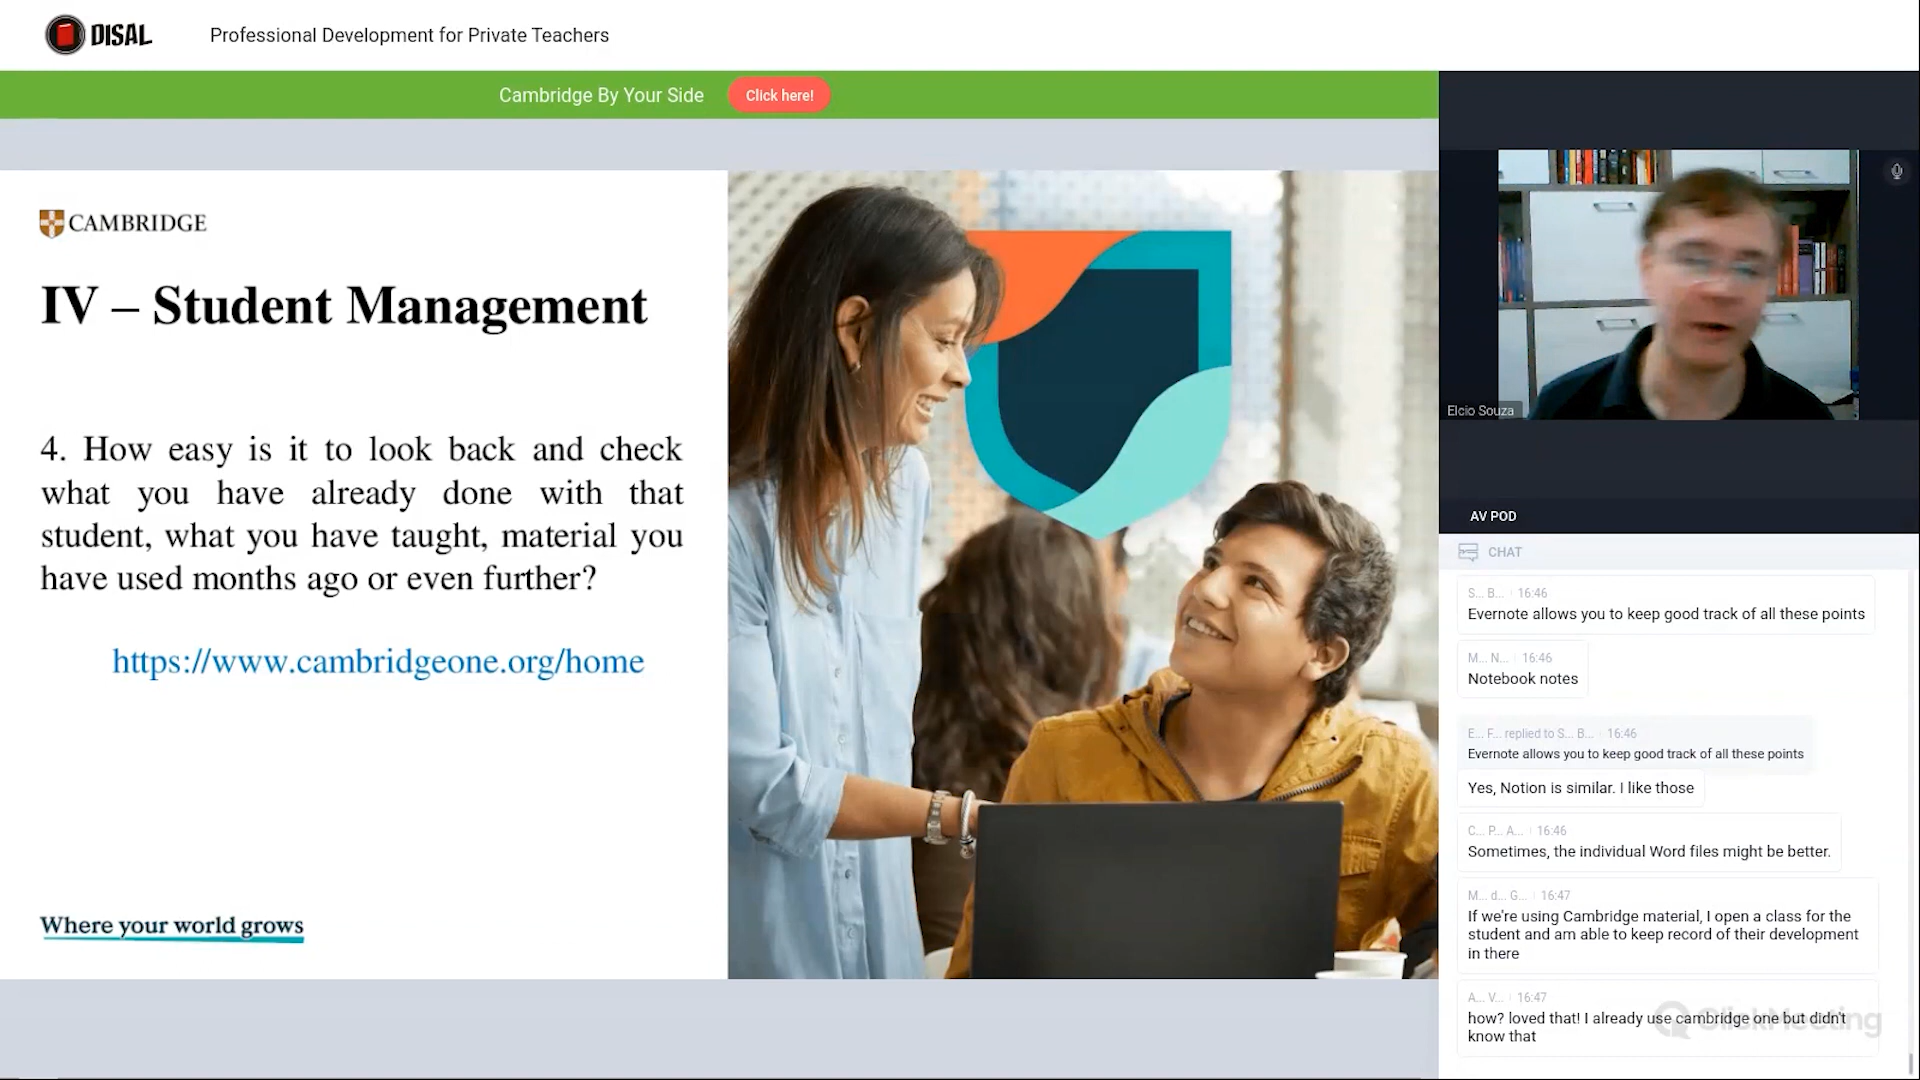 DISAL
Professional Development for Private Teachers
Cambridge By Your Side
Click here!
CAMBRIDGE
IV – Student Management
4. How easy is it to look back and check
what you have already done with that
student, what you have taught, material you
have used months ago or even further?
https://www.cambridgeone.org/home
Where your world grows
Elcio Souza
AV POD
CHAT
S... B... 16:46
Evernote allows you to keep good track of all these points
M... N... 16:46
Notebook notes
E... F... replied to S... B... 16:46
Evernote allows you to keep good track of all these points
Yes, Notion is similar. I like those
C... P... A... 16:46
Sometimes, the individual Word files might be better.
M... d... G... 16:47
If we're using Cambridge material, I open a class for the
student and am able to keep record of their development
in there
A... V... 16:47
how? loved that! I already use cambridge one but didn't
know that
ClickMeeting